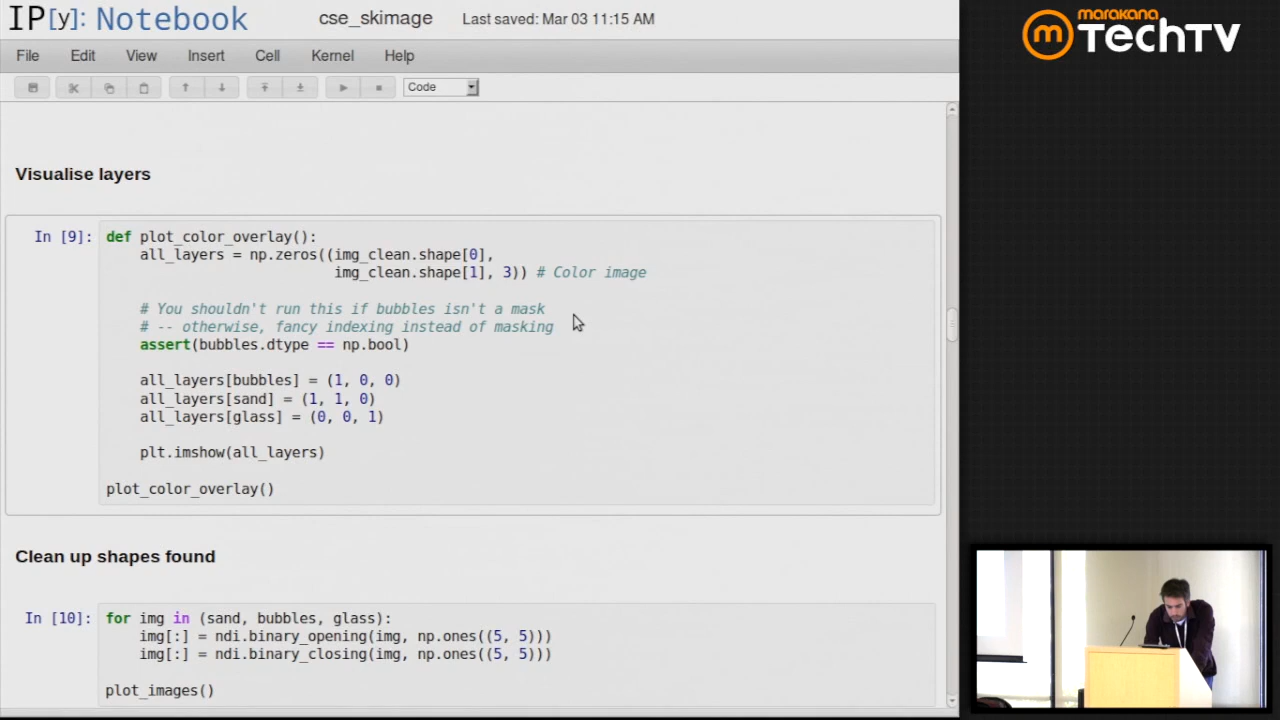 IP[y]: Notebook cse_skimage Last saved: Mar 03 11:15 AM
marakana
m TechTV
File Edit View Insert Cell Kernel Help
Code
Visualise layers
In [9]: def plot_color_overlay():
all_layers = np.zeros((img_clean.shape[0],
img_clean.shape[1], 3)) # Color image
# You shouldn't run this if bubbles isn't a mask
# -- otherwise, fancy indexing instead of masking
assert(bubbles.dtype == np.bool)
all_layers[bubbles] = (1, 0, 0)
all_layers[sand] = (1, 1, 0)
all_layers[glass] = (0, 0, 1)
plt.imshow(all_layers)
plot_color_overlay()
Clean up shapes found
In [10]: for img in (sand, bubbles, glass):
img[:] = ndi.binary_opening(img, np.ones((5, 5)))
img[:] = ndi.binary_closing(img, np.ones((5, 5)))
plot_images()